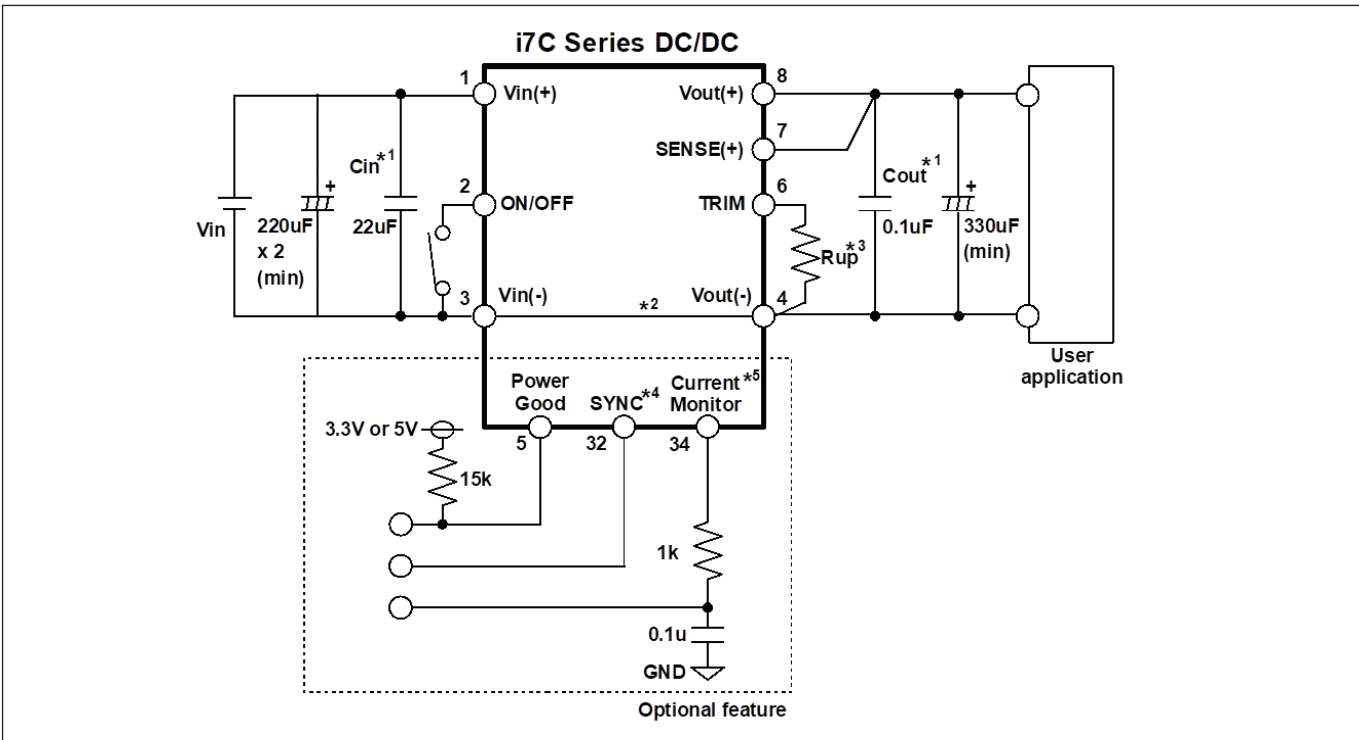 i7C Series DC/DC
1
Vin(+)
Vout(+)
8
7
SENSE(+)
Cin*1
2
ON/OFF
TRIM
6
Cout*1
+
+
Vin
220uF
x 2
(min)
22uF
Rup*3
0.1uF
330uF
(min)
3
Vin(-)
*2
Vout(-)
4
User
application
Power
Good
SYNC*4
Current*5
Monitor
3.3V or 5V
5
32
34
15k
1k
0.1u
GND
Optional feature